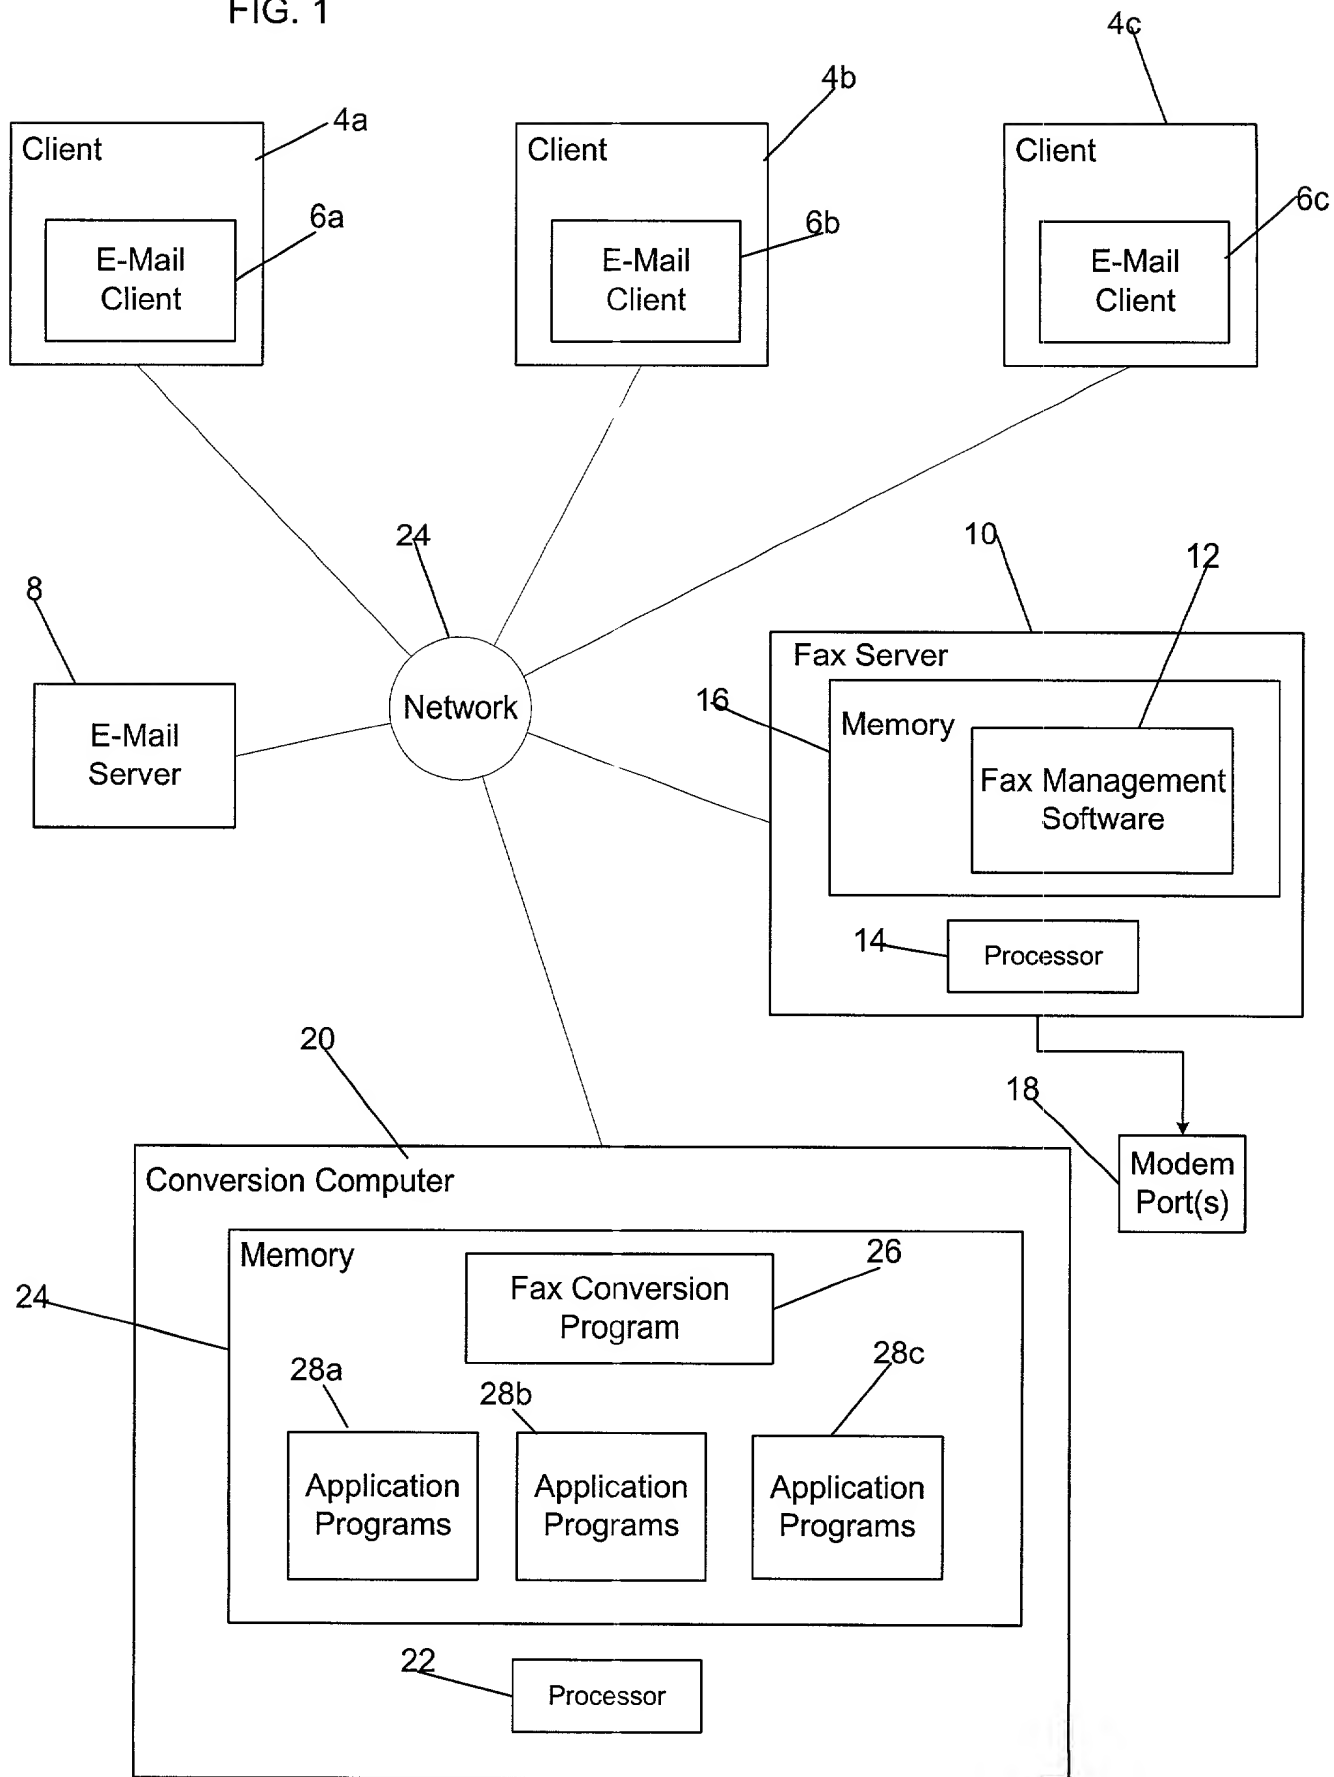 FIG. 1
4c
4b
4a
Client
Client
Client
6a
6b
6c
E-Mail
Client
E-Mail
Client
E-Mail
Client
24
10
12
8
Fax Server
16
Memory
Network
E-Mail
Server
Fax Management
Software
14
Processor
20
18
Modem
Port(s)
Conversion Computer
Memory
26
Fax Conversion
Program
24
28a
28b
28c
Application
Programs
Application
Programs
Application
Programs
22
Processor